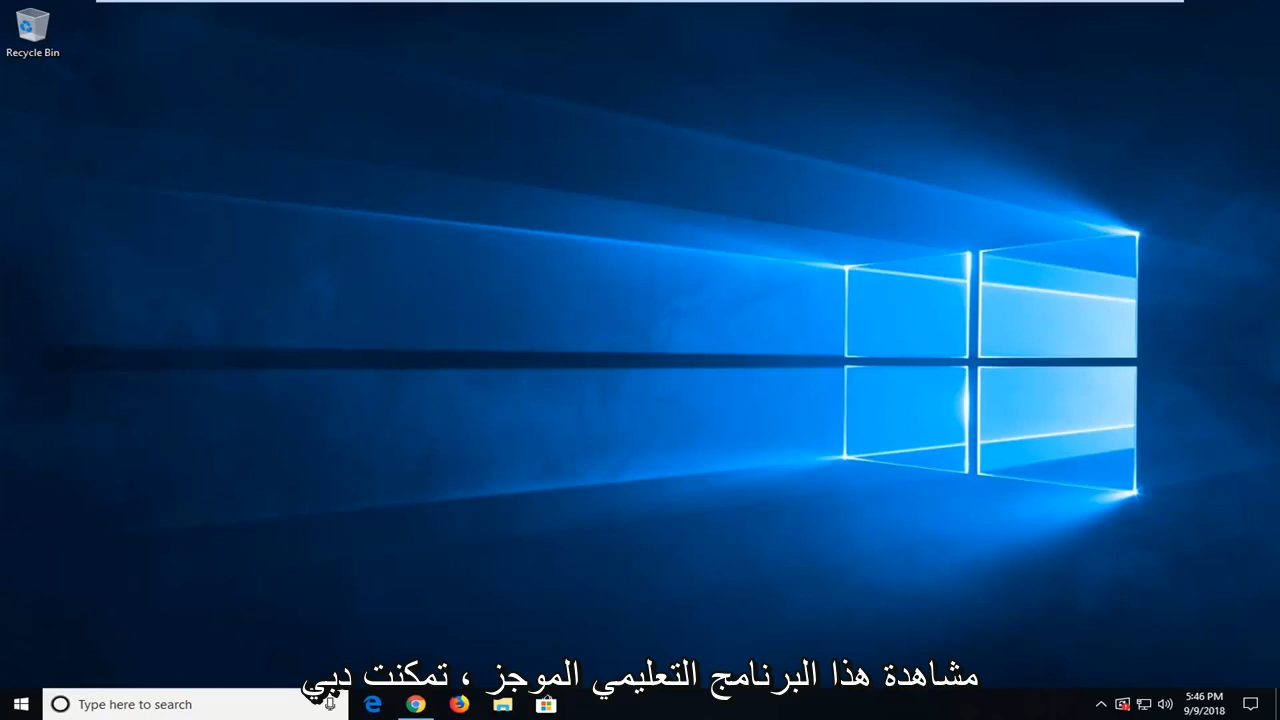 Recycle Bin
مشاهدة هذا البرنامج التعليمي الموجز ، تمكنت دبي
Type here to search
5:46 PM
9/9/2018